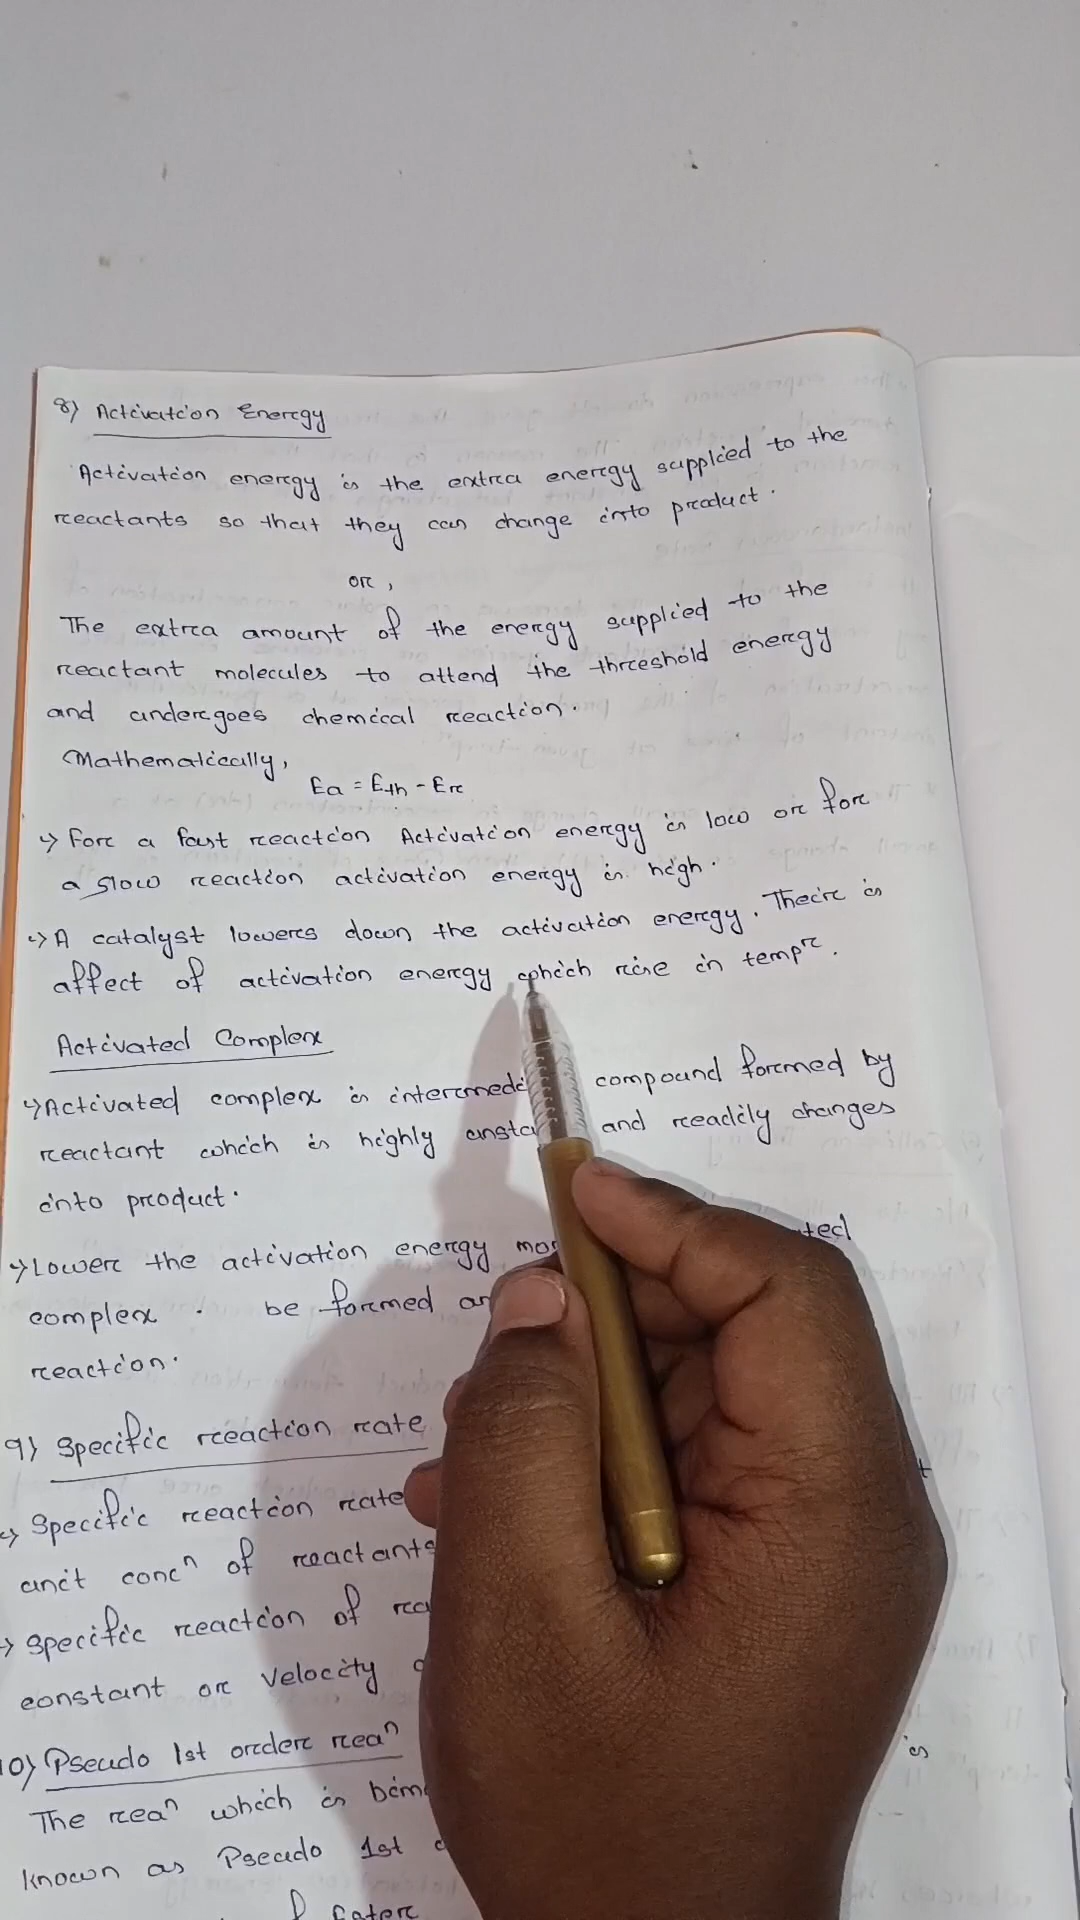 8) Activation Energy
Activation energy is the extra energy supplied to the
reactants so that they can change into product.
or,
The extra amount of the energy supplied to the
reactant molecules to attend the threshold energy
and undergoes chemical reaction.
Mathematically,
Ea = Eth - Er
→ For a fast reaction Activation energy is low or for
a slow reaction activation energy is high.
→ A catalyst lowers down the activation energy. Their is
affect of activation energy which rise in tempr.
Activated Complex
→ Activated complex is compound formed by
reactant which is highly and readily changes
into product.
→ Lower the activation energy
complex. be formed
reaction.
9) Specific reaction rate
→ Specific reaction rate
unit concn of reactants
→ Specific reaction of
constant or Velocity
10) Pseudo 1st order rean
The rean which is is
known as Pseudo 1st